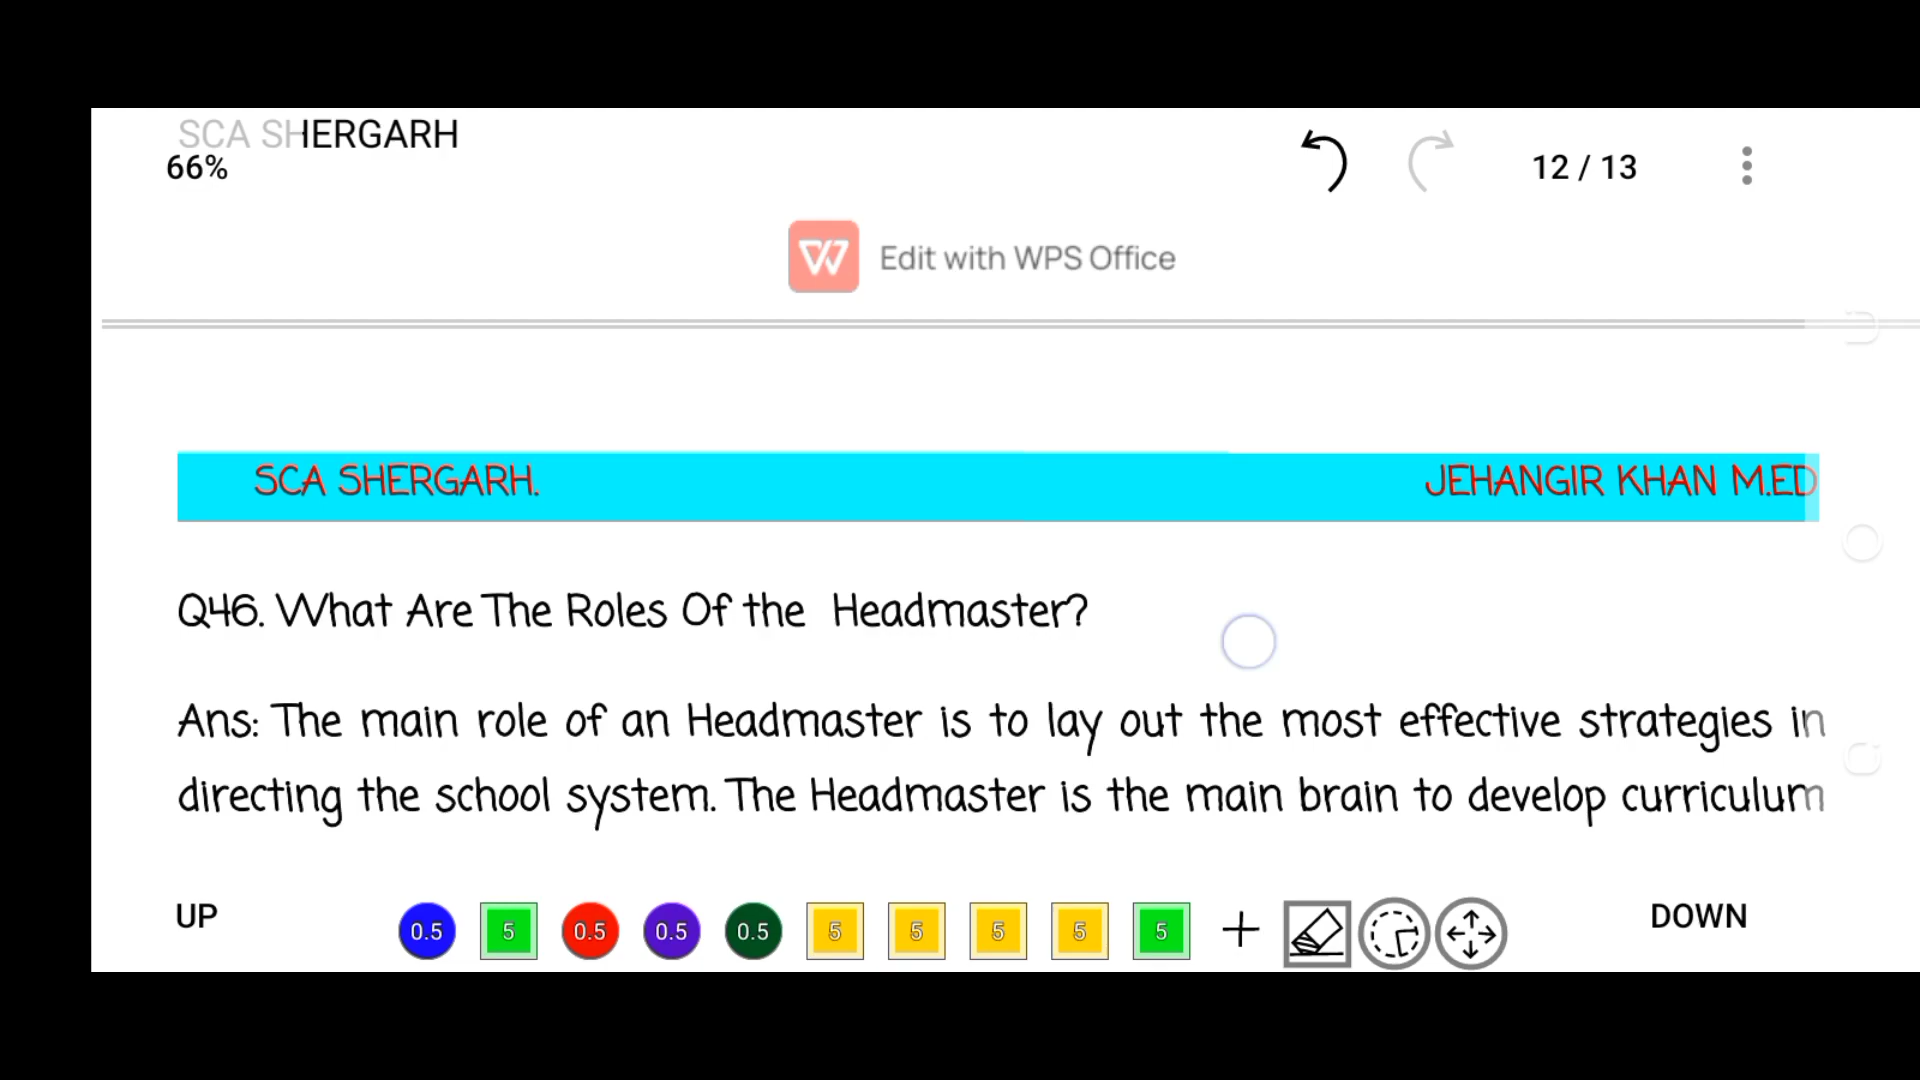 SCA SHERGARH
66%
12 / 13
Edit with WPS Office
SCA SHERGARH. JEHANGIR KHAN M.ED
Q46. What Are The Roles Of the Headmaster?
Ans: The main role of an Headmaster is to lay out the most effective strategies in
directing the school system. The Headmaster is the main brain to develop curriculum
UP
0.5 5 0.5 0.5 0.5 5 5 5 5 5
DOWN